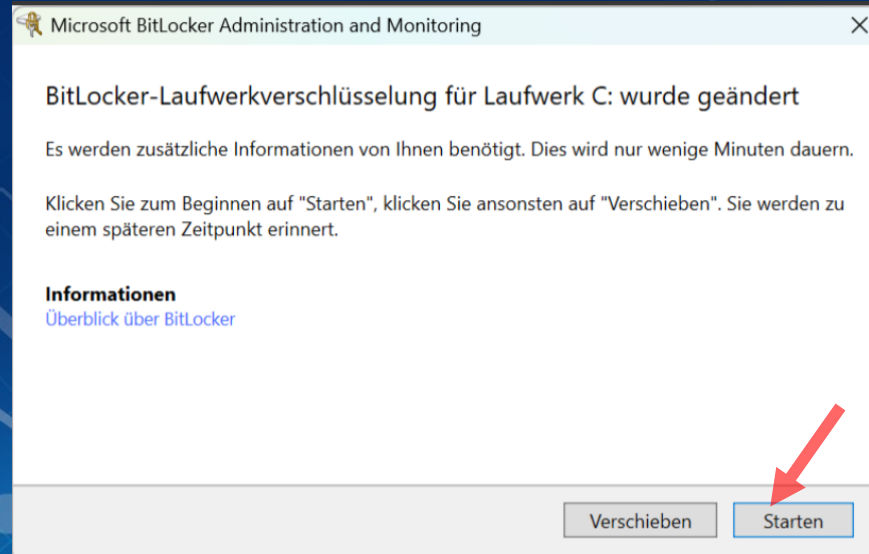 Microsoft BitLocker Administration and Monitoring
BitLocker-Laufwerkverschlüsselung für Laufwerk C: wurde geändert
Es werden zusätzliche Informationen von Ihnen benötigt. Dies wird nur wenige Minuten dauern.
Klicken Sie zum Beginnen auf "Starten", klicken Sie ansonsten auf "Verschieben". Sie werden zu
einem späteren Zeitpunkt erinnert.
Informationen
Überblick über BitLocker
Verschieben Starten